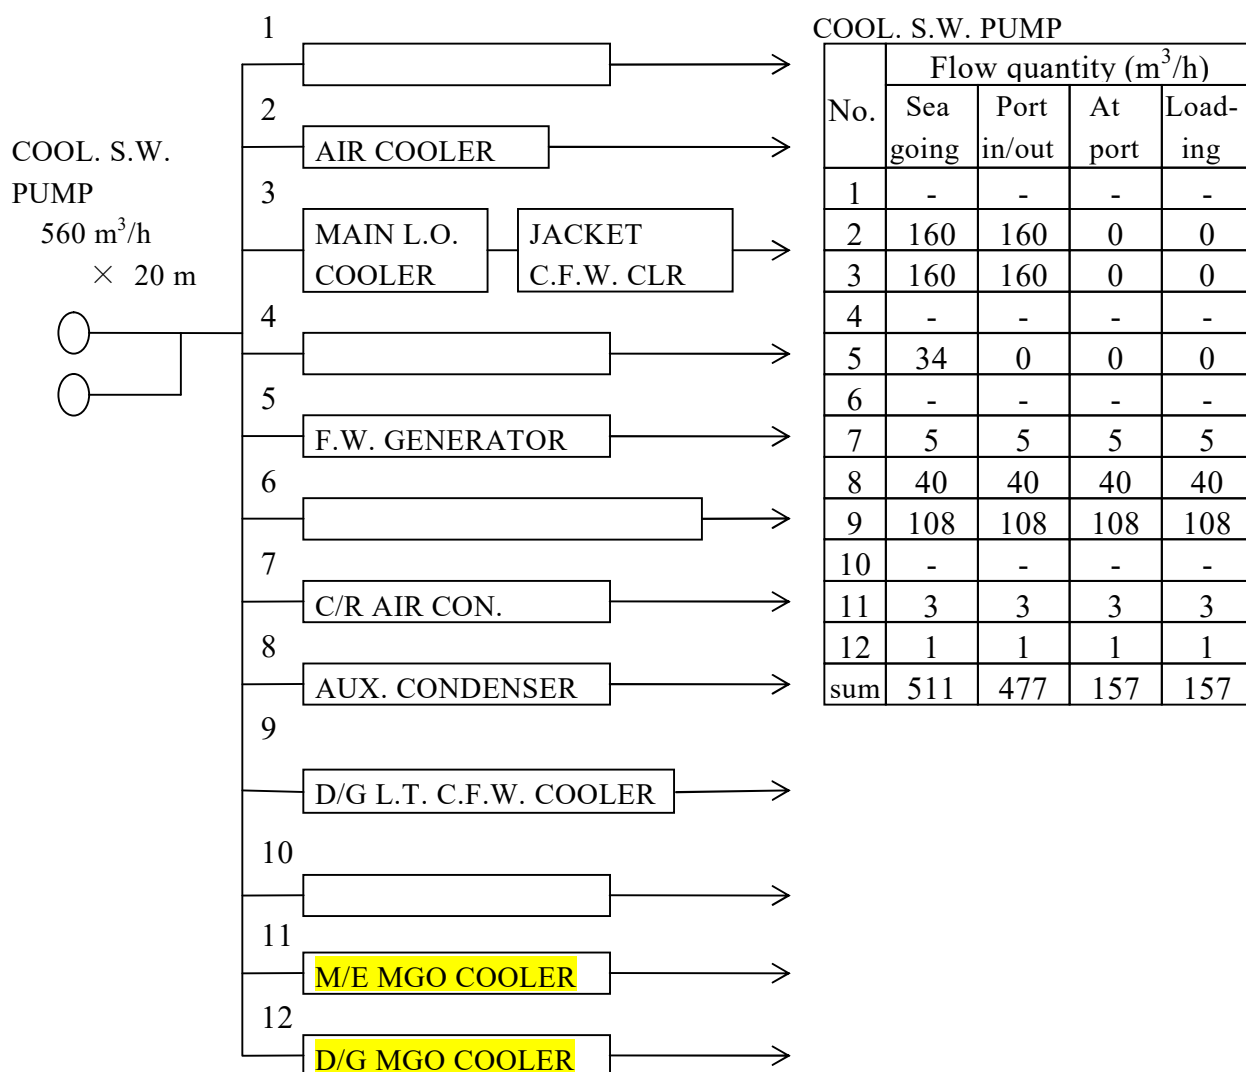 COOL. S.W.
PUMP
560 m³/h
× 20 m
1
2
AIR COOLER
3
MAIN L.O.
COOLER
JACKET
C.F.W. CLR
4
5
F.W. GENERATOR
6
7
C/R AIR CON.
8
AUX. CONDENSER
9
D/G L.T. C.F.W. COOLER
10
11
M/E MGO COOLER
12
D/G MGO COOLER
COOL. S.W. PUMP
No. Flow quantity (m³/h)
Sea going Port in/out At port Load-ing
1 - - - -
2 160 160 0 0
3 160 160 0 0
4 - - - -
5 34 0 0 0
6 - - - -
7 5 5 5 5
8 40 40 40 40
9 108 108 108 108
10 - - - -
11 3 3 3 3
12 1 1 1 1
sum 511 477 157 157